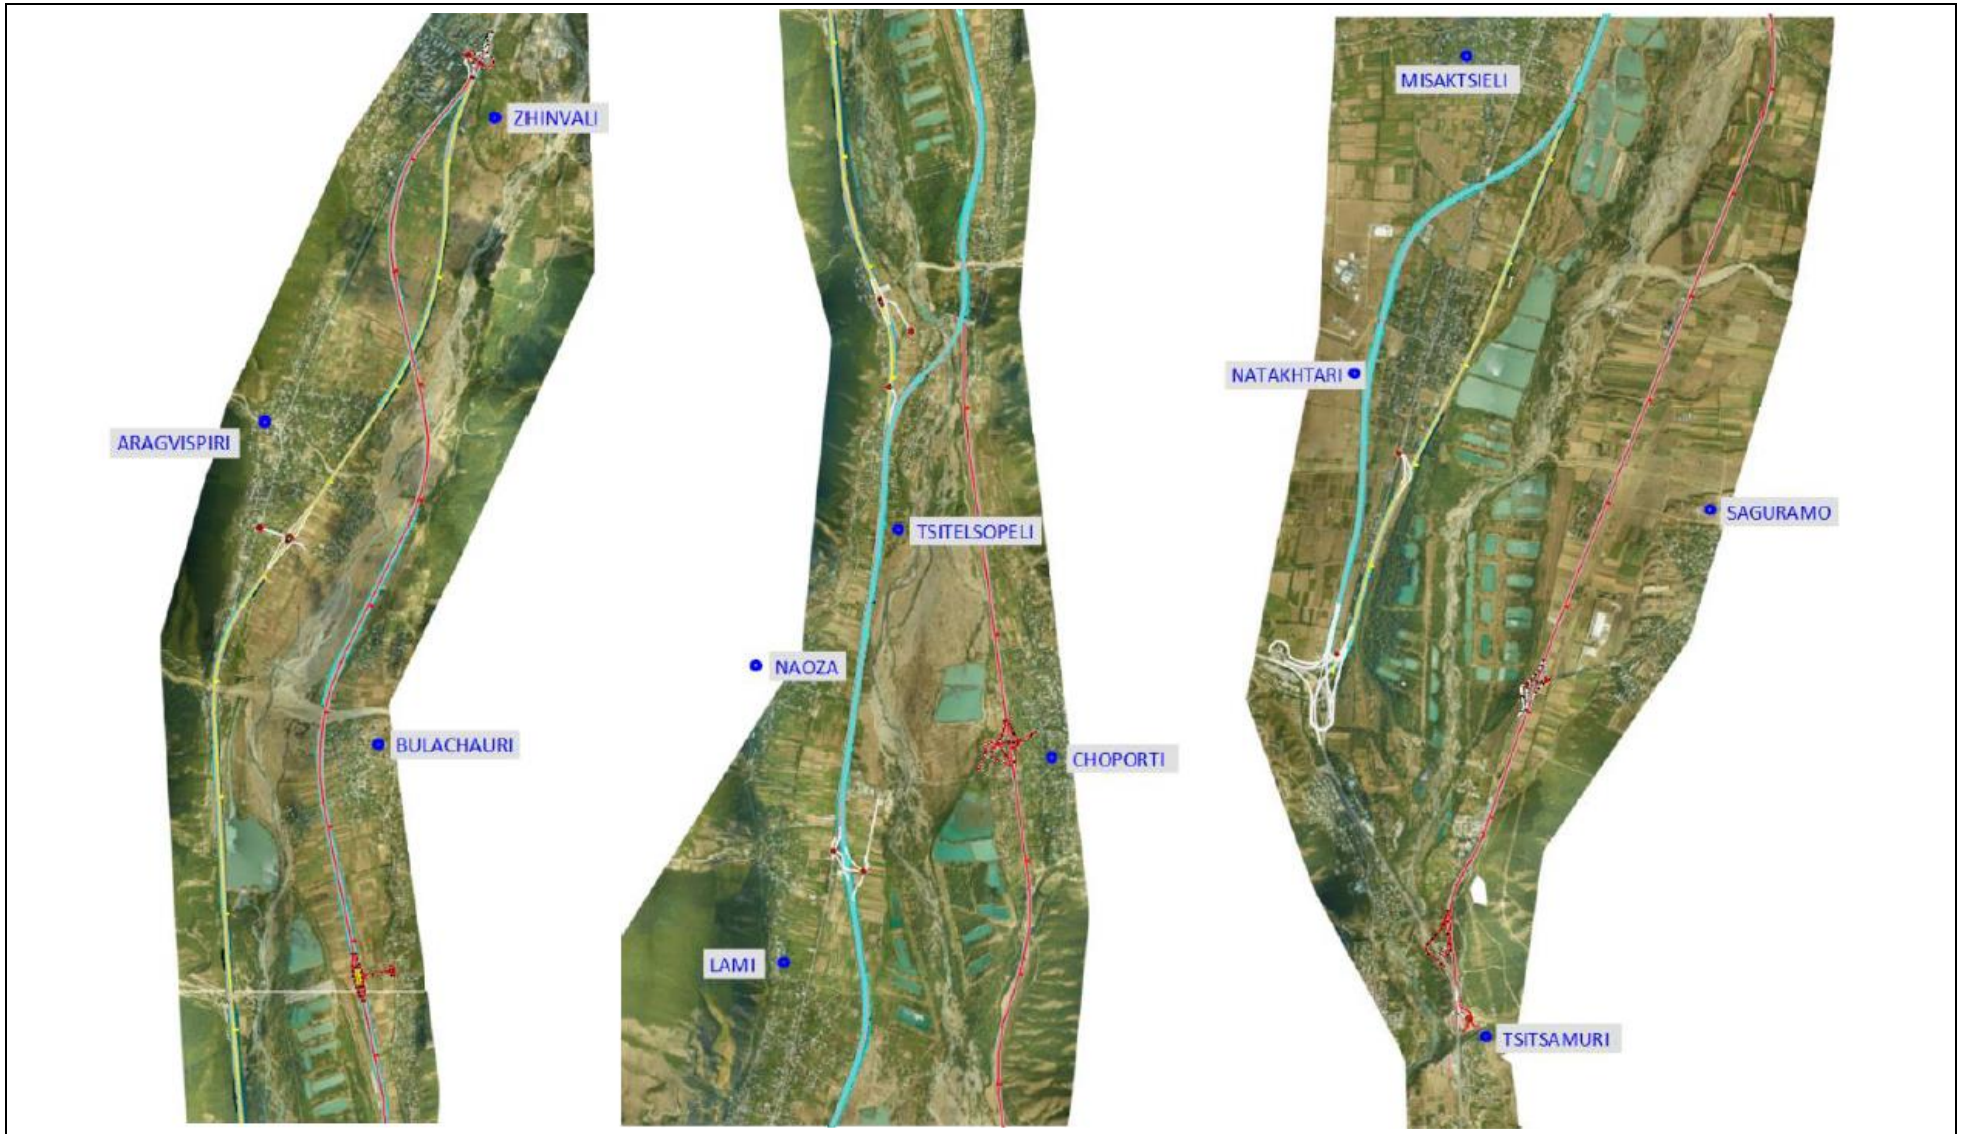 ZHINVALI
ARAGVISPIRI
BULACHAURI
TSITELSOPELI
NAOZA
CHOPORTI
LAMI
MISAKTSIELI
NATAKHTARI
SAGURAMO
TSITSAMURI